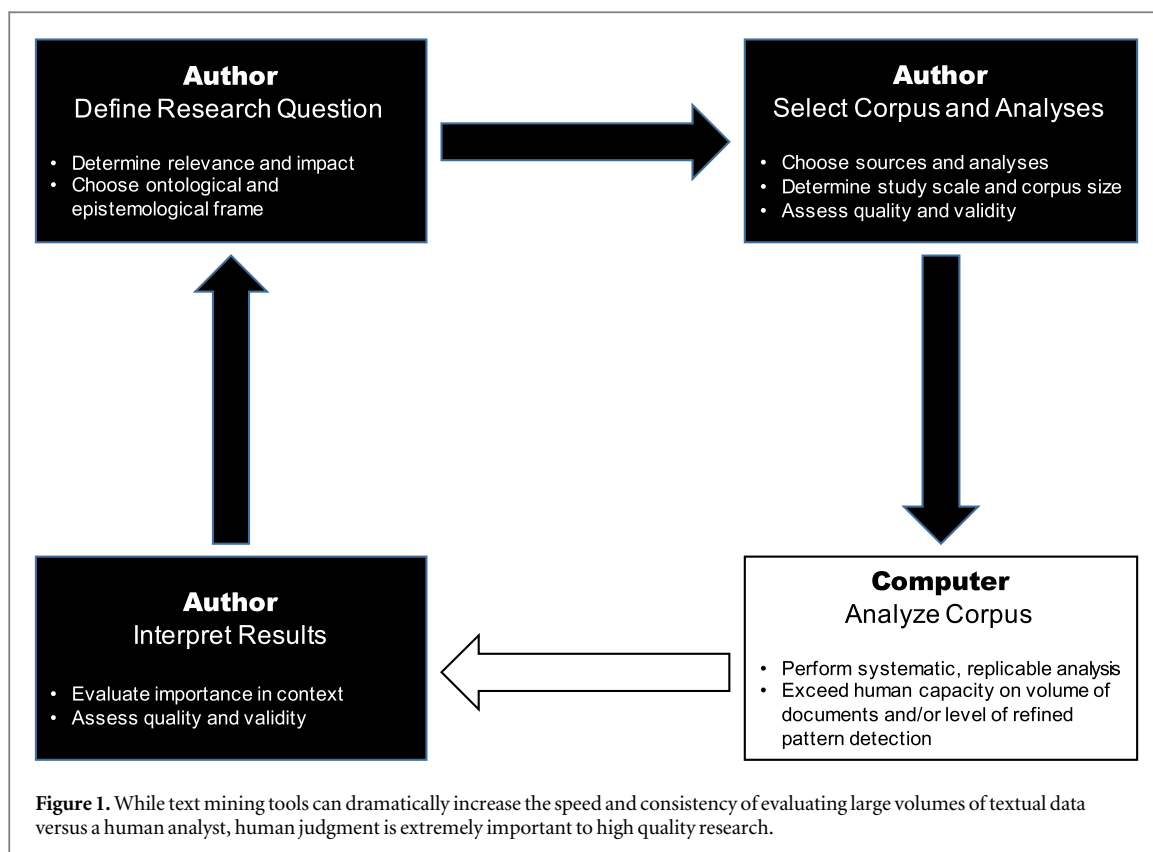 Author
Define Research Question
• Determine relevance and impact
• Choose ontological and
epistemological frame
Author
Select Corpus and Analyses
• Choose sources and analyses
• Determine study scale and corpus size
• Assess quality and validity
Author
Interpret Results
• Evaluate importance in context
• Assess quality and validity
Computer
Analyze Corpus
• Perform systematic, replicable analysis
• Exceed human capacity on volume of
documents and/or level of refined
pattern detection
Figure 1. While text mining tools can dramatically increase the speed and consistency of evaluating large volumes of textual data
versus a human analyst, human judgment is extremely important to high quality research.